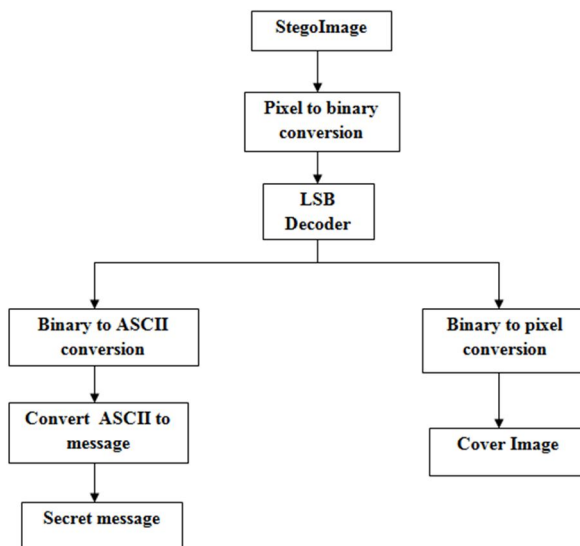 StegoImage
Pixel to binary
conversion
LSB
Decoder
Binary to ASCII
conversion
Convert ASCII to
message
Secret message
Binary to pixel
conversion
Cover Image